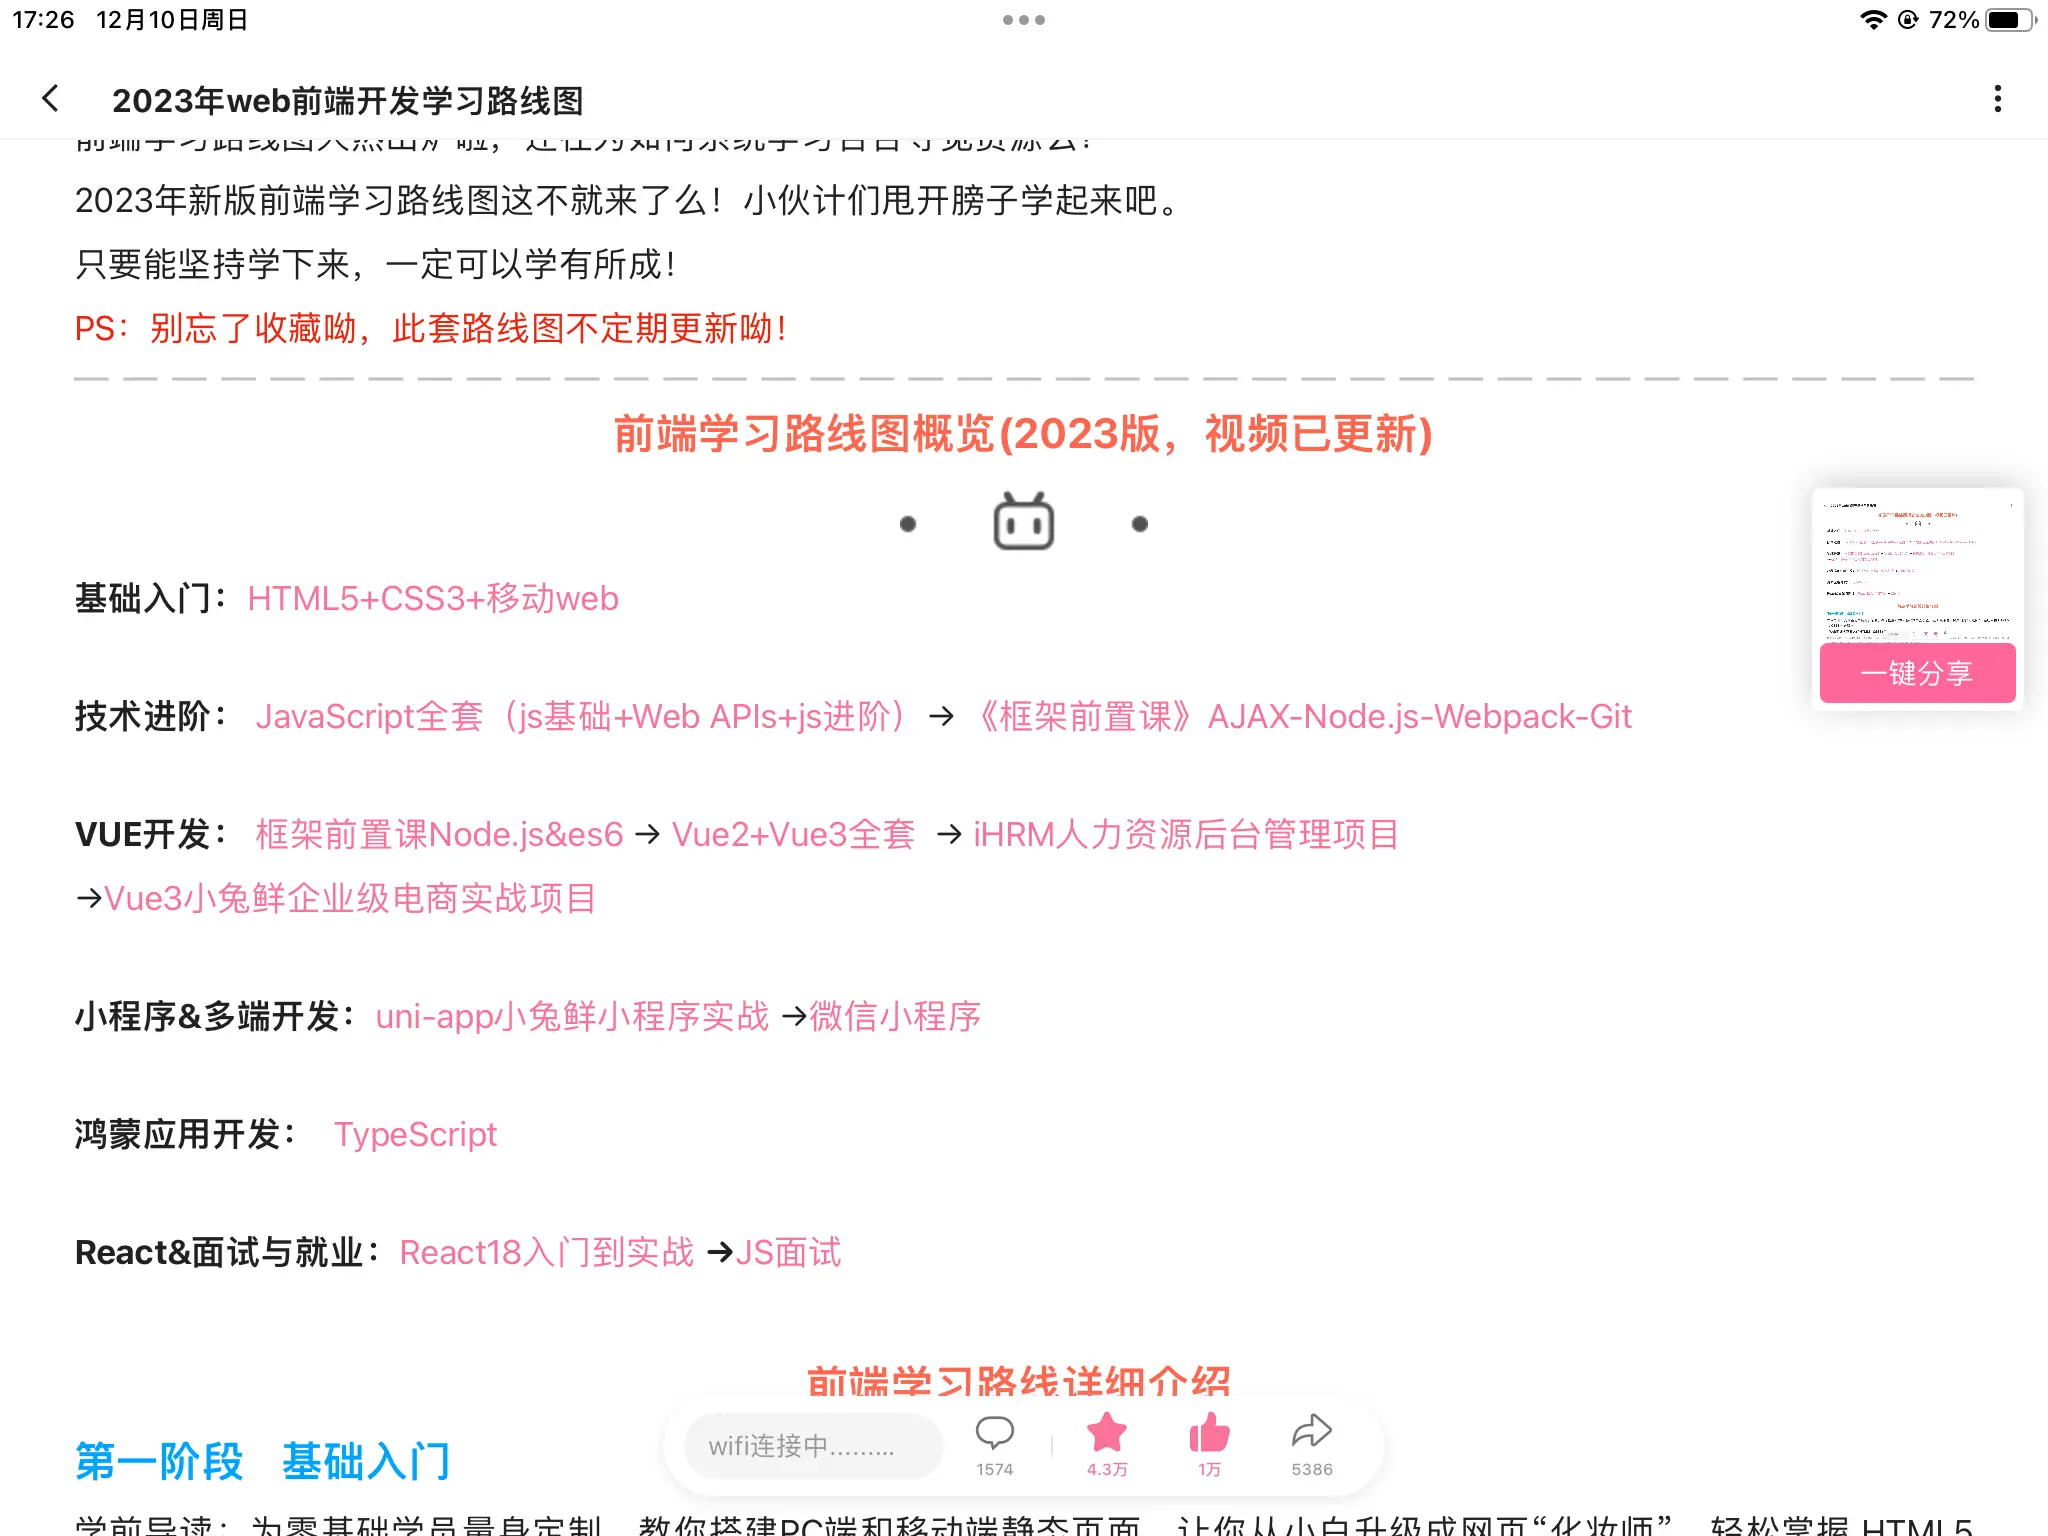 17:26 12月10日周日
72%
2023年web前端开发学习路线图
2023年新版前端学习路线图这不就来了么！小伙计们甩开膀子学起来吧。
只要能坚持学下来，一定可以学有所成！
PS：别忘了收藏呦，此套路线图不定期更新呦！
前端学习路线图概览(2023版，视频已更新)
基础入门：HTML5+CSS3+移动web
一键分享
技术进阶： JavaScript全套（js基础+Web APIs+js进阶）→ 《框架前置课》AJAX-Node.js-Webpack-Git
VUE开发： 框架前置课Node.js&es6 → Vue2+Vue3全套 → iHRM人力资源后台管理项目
→Vue3小兔鲜企业级电商实战项目
小程序&多端开发：uni-app小兔鲜小程序实战 →微信小程序
鸿蒙应用开发： TypeScript
React&面试与就业：React18入门到实战 →JS面试
前端学习路线详细介绍
第一阶段 基础入门
wifi连接中.........
1574
4.3万
1万
5386
学前导读：为零基础学员量身定制，教你搭建PC端和移动端静态页面，让你从小白升级成网页“化妆师”，轻松掌握 HTML5